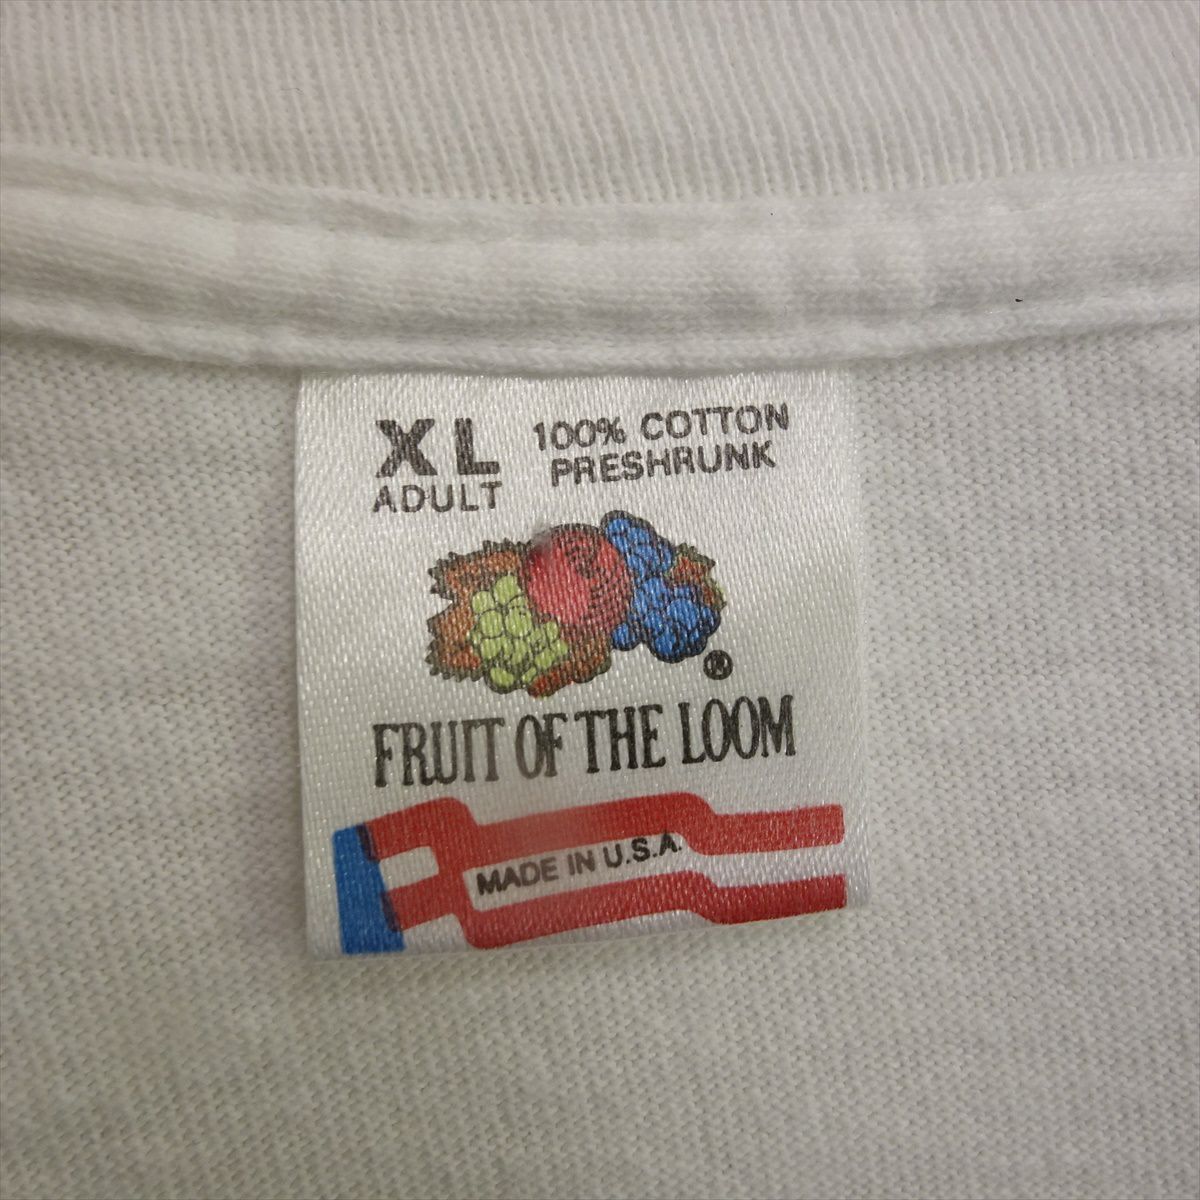 XL
ADULT
100% COTTON
PRESHRUNK
®
FRUIT OF THE LOOM
MADE IN U.S.A.